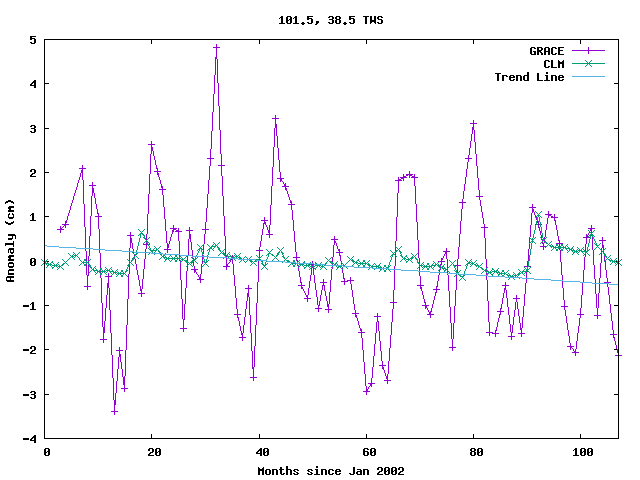 101.5, 38.5 TWS
GRACE
CLM
Trend Line
5
4
3
2
1
0
-1
-2
-3
-4
Anomaly (cm)
0 20 40 60 80 100
Months since Jan 2002